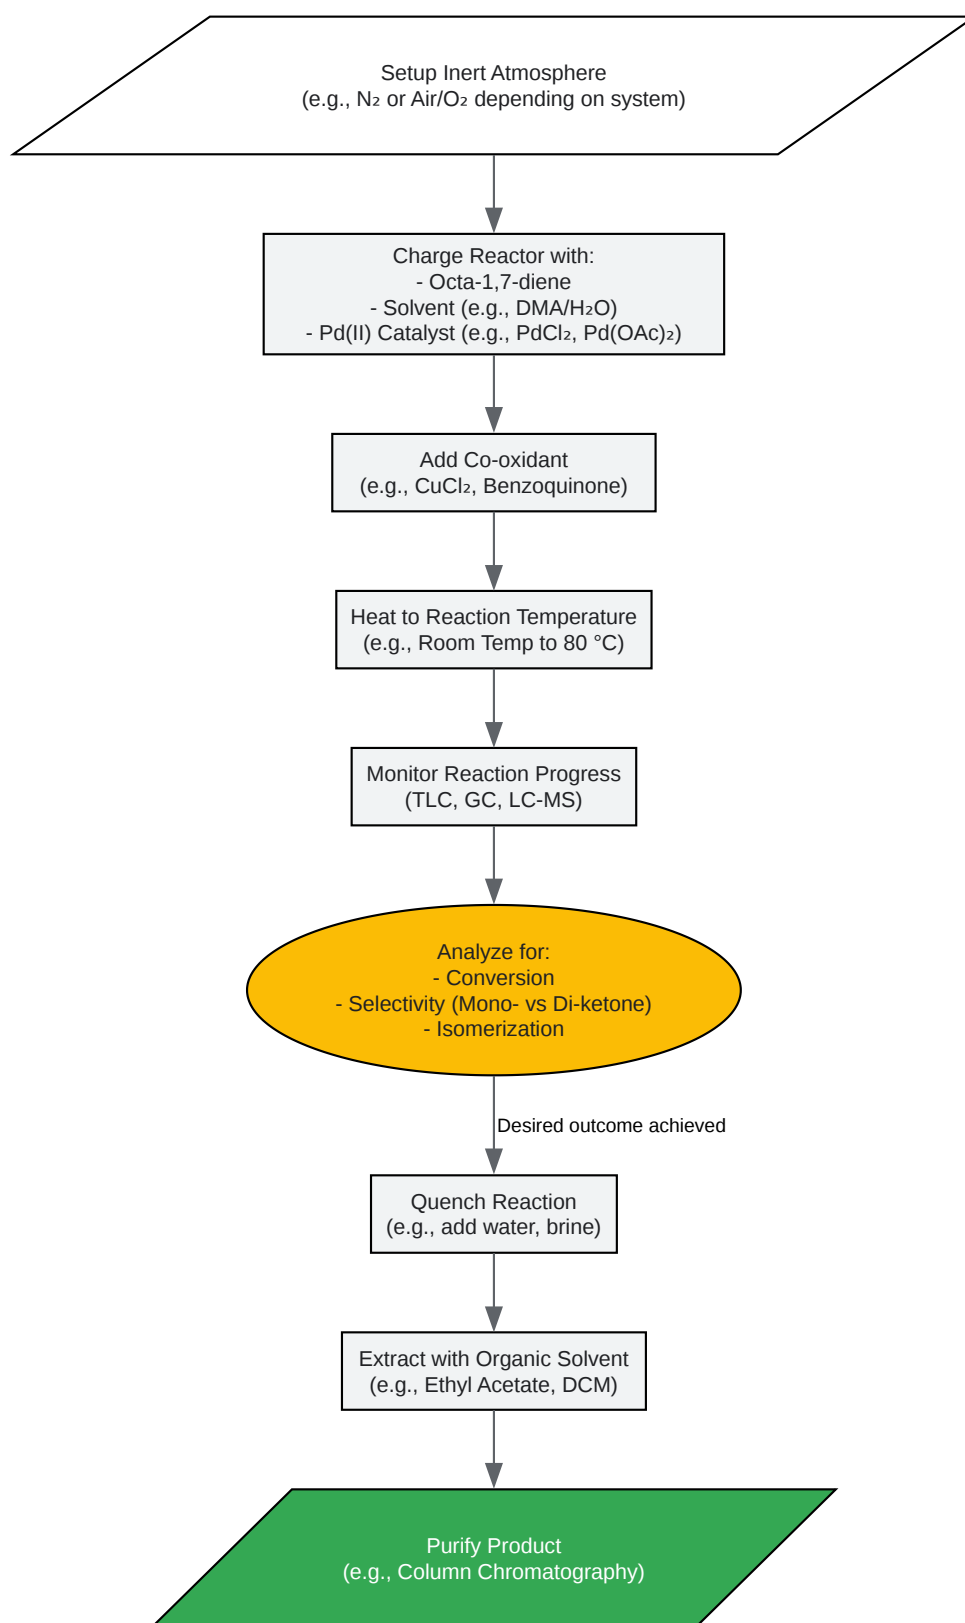 Setup Inert Atmosphere
(e.g., N₂ or Air/O₂ depending on system)
Charge Reactor with:
- Octa-1,7-diene
- Solvent (e.g., DMA/H₂O)
- Pd(II) Catalyst (e.g., PdCl₂, Pd(OAc)₂)
Add Co-oxidant
(e.g., CuCl₂, Benzoquinone)
Heat to Reaction Temperature
(e.g., Room Temp to 80 °C)
Monitor Reaction Progress
(TLC, GC, LC-MS)
Analyze for:
- Conversion
- Selectivity (Mono- vs Di-ketone)
- Isomerization
Desired outcome achieved
Quench Reaction
(e.g., add water, brine)
Extract with Organic Solvent
(e.g., Ethyl Acetate, DCM)
Purify Product
(e.g., Column Chromatography)